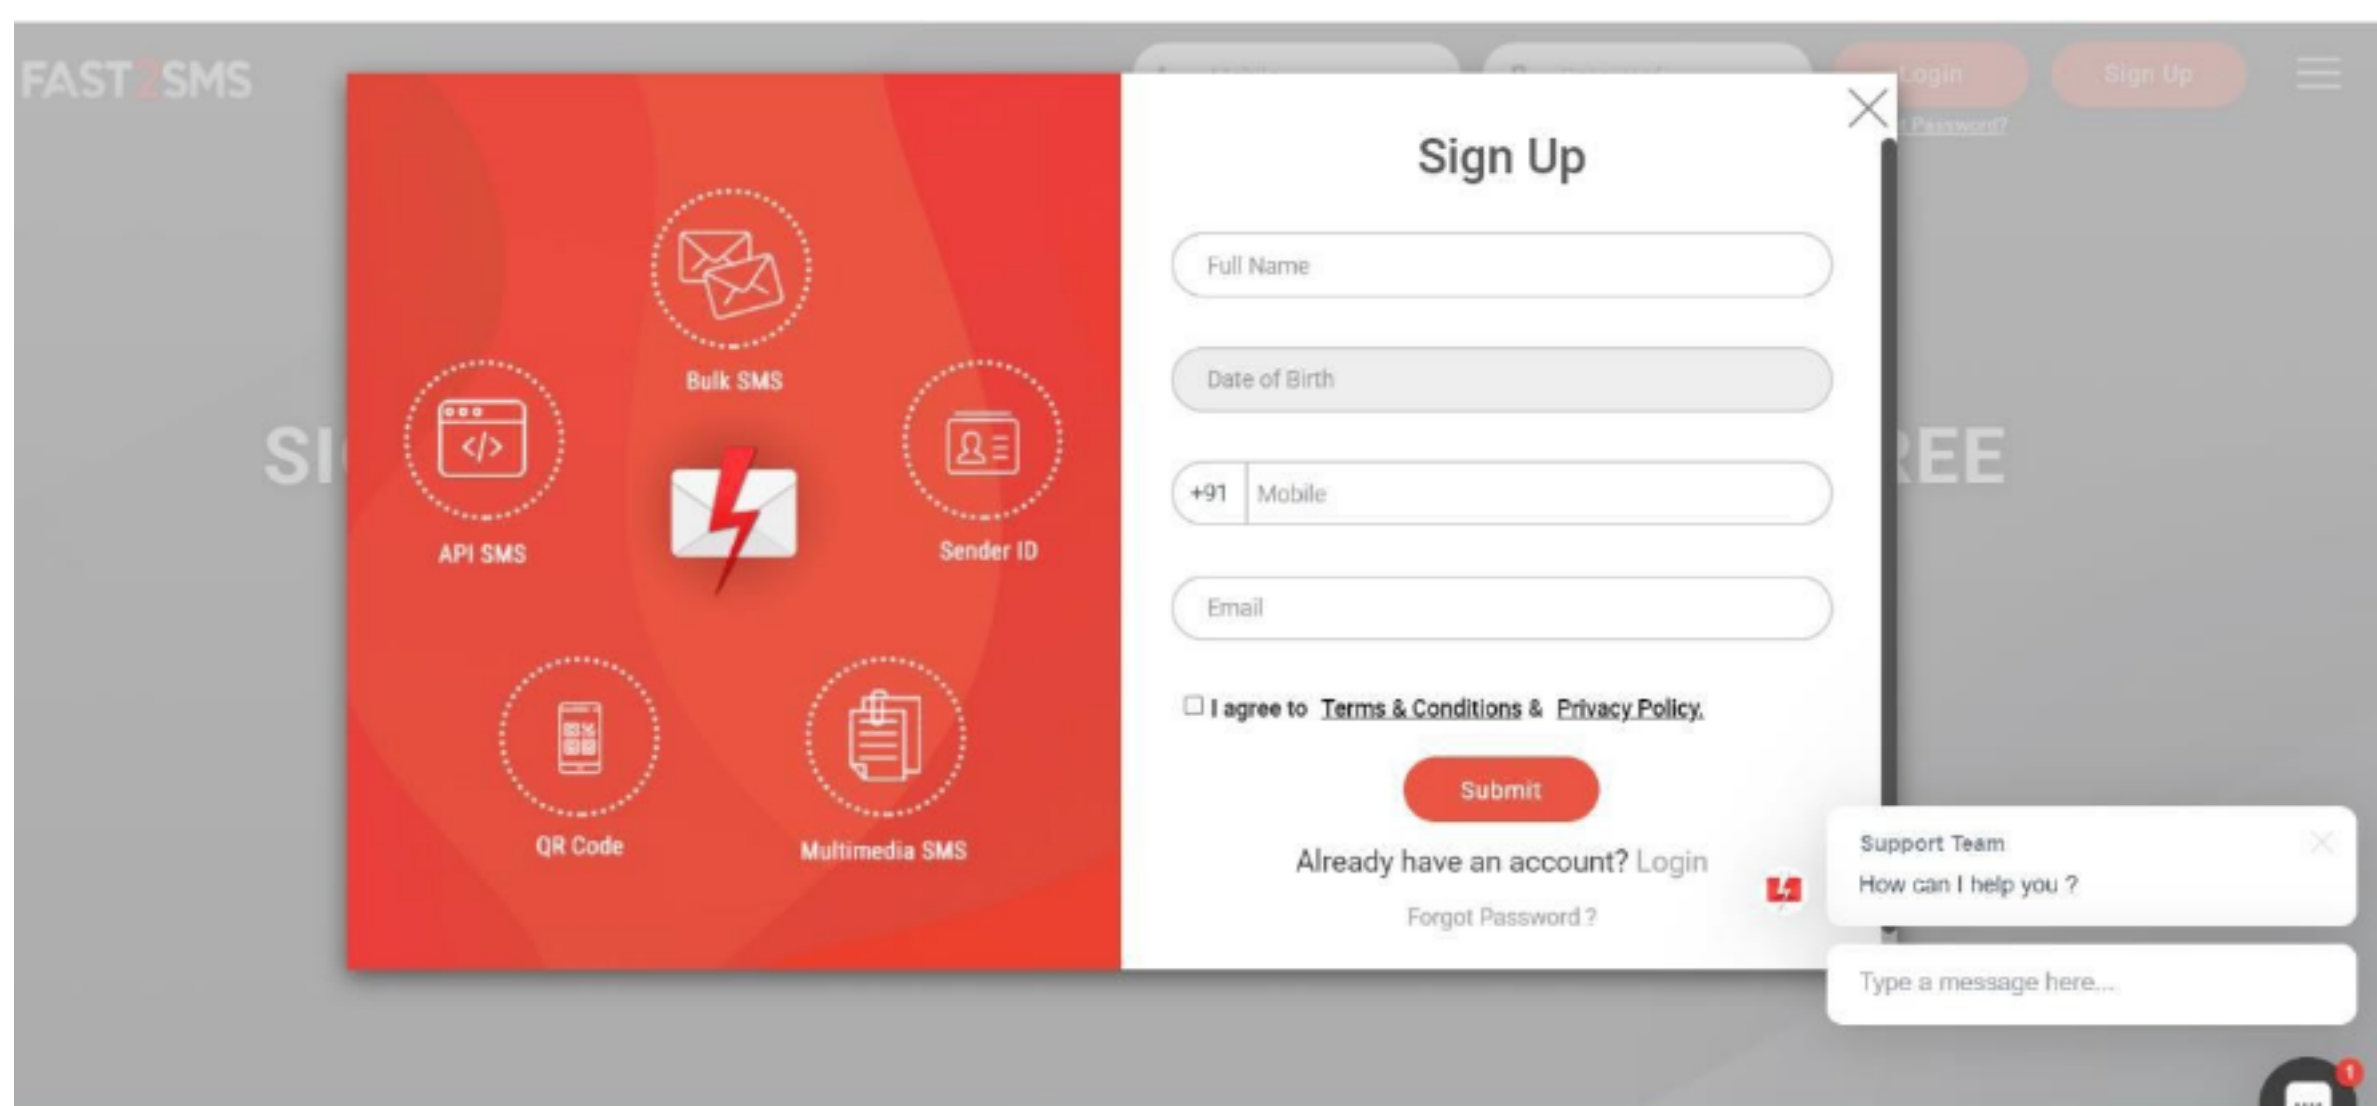 FAST2SMS
Login
Sign Up
Password?
Sign Up
Full Name
Date of Birth
+91 Mobile
Email
I agree to Terms & Conditions & Privacy Policy.
Submit
Already have an account? Login
Forgot Password ?
Bulk SMS
API SMS
Sender ID
QR Code
Multimedia SMS
Support Team
How can I help you ?
Type a message here...
1